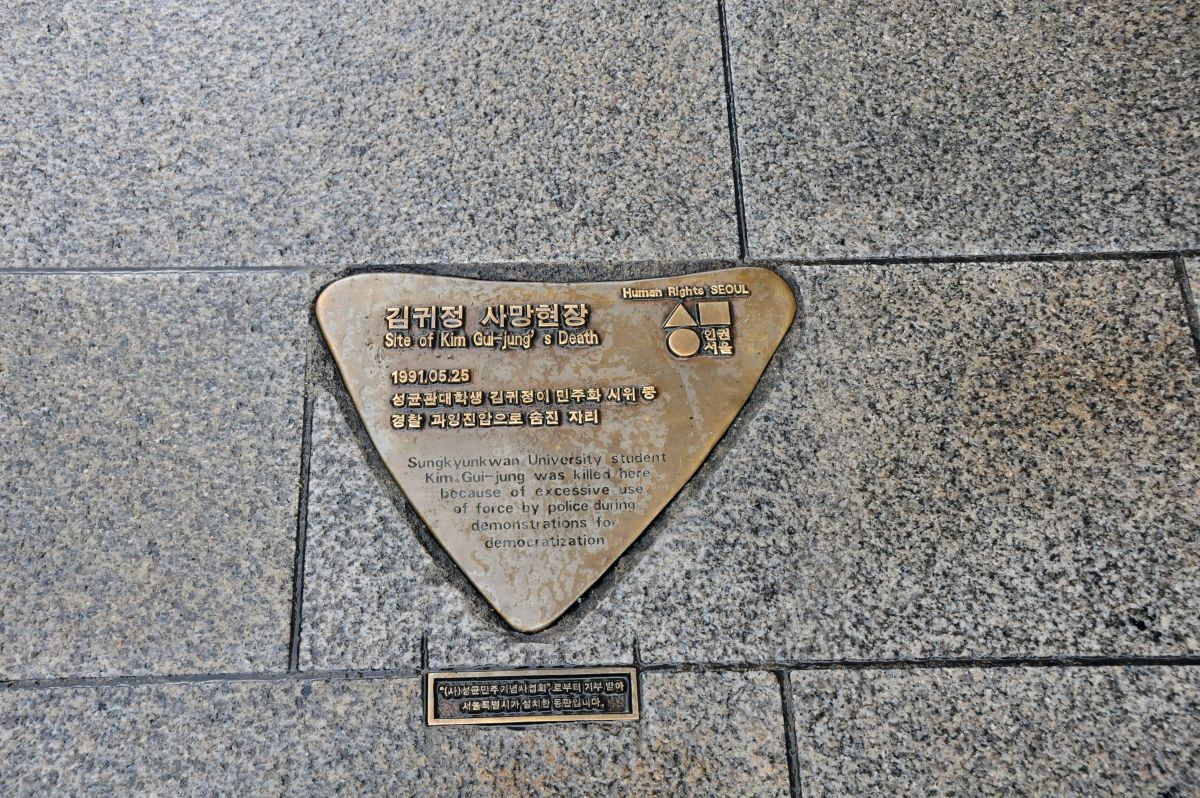 Human Rights SEOUL
김귀정 사망현장
Site of Kim Gui-jung's Death
인권
서울
1991.05.25
성균관대학생 김귀정이 민주화 시위 중
경찰 과잉진압으로 숨진 자리
Sungkyunkwan University student
Kim Gui-jung was killed here
because of excessive use
of force by police during
demonstrations for
democratization
"(사)성균민주기념사업회"로부터 기부 받아
서울특별시가 설치한 동판입니다.